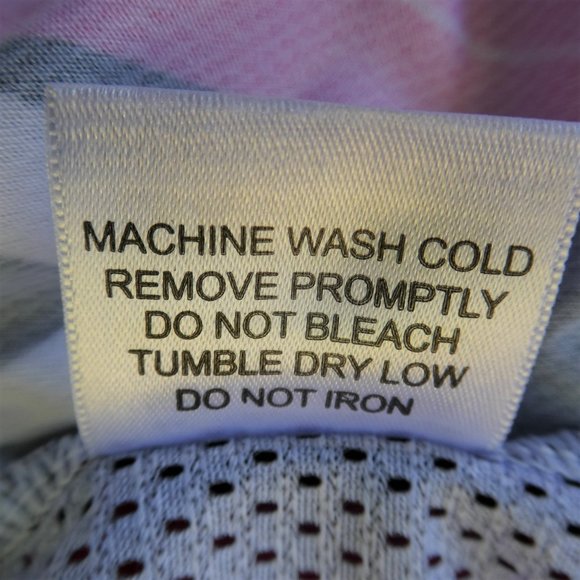 MACHINE WASH COLD
REMOVE PROMPTLY
DO NOT BLEACH
TUMBLE DRY LOW
DO NOT IRON